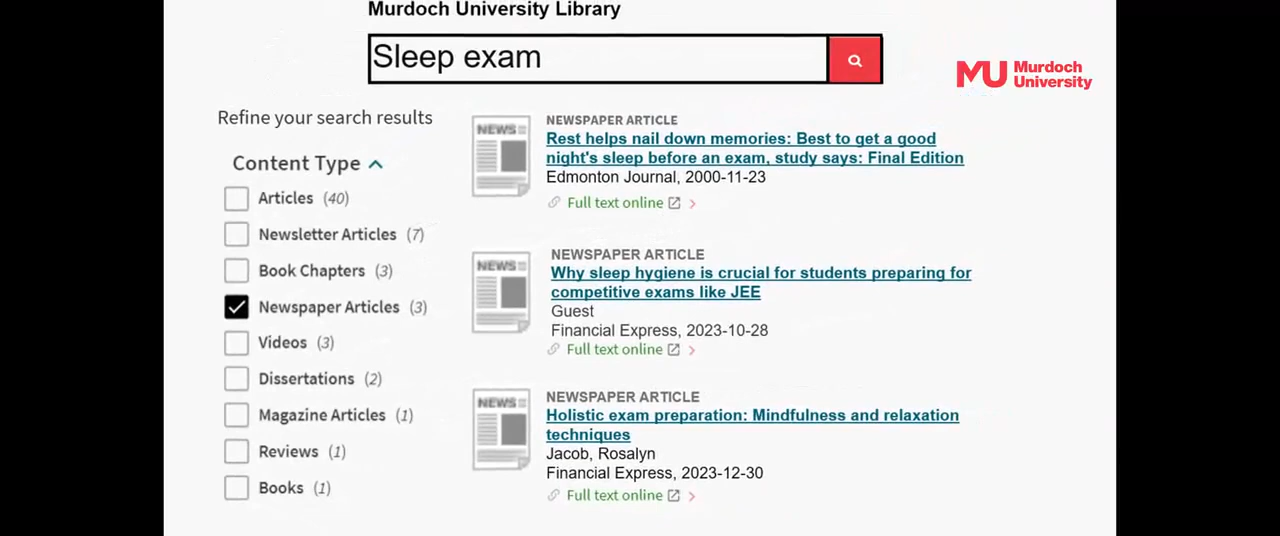 Murdoch University Library
Sleep exam
MU Murdoch
University
Refine your search results
Content Type
Articles (40)
Newsletter Articles (7)
Book Chapters (3)
Newspaper Articles (3)
Videos (3)
Dissertations (2)
Magazine Articles (1)
Reviews (1)
Books (1)
NEWS
NEWSPAPER ARTICLE
Rest helps nail down memories: Best to get a good
night's sleep before an exam, study says: Final Edition
Edmonton Journal, 2000-11-23
Full text online
NEWS
NEWSPAPER ARTICLE
Why sleep hygiene is crucial for students preparing for
competitive exams like JEE
Guest
Financial Express, 2023-10-28
Full text online
NEWS
NEWSPAPER ARTICLE
Holistic exam preparation: Mindfulness and relaxation
techniques
Jacob, Rosalyn
Financial Express, 2023-12-30
Full text online